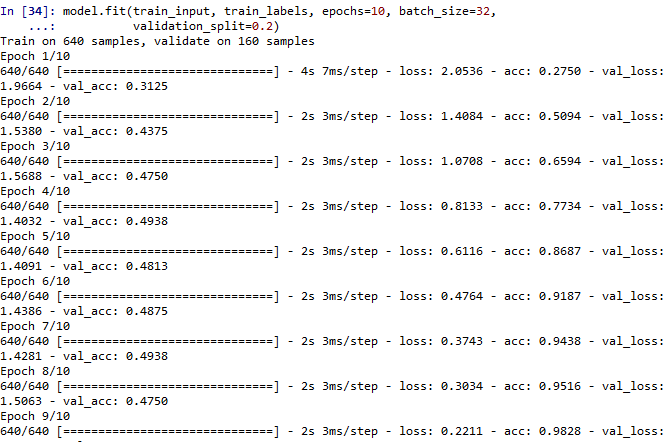 In [34]: model.fit(train_input, train_labels, epochs=10, batch_size=32,
    ...:           validation_split=0.2)
Train on 640 samples, validate on 160 samples
Epoch 1/10
640/640 [==============================] - 4s 7ms/step - loss: 2.0536 - acc: 0.2750 - val_loss:
1.9664 - val_acc: 0.3125
Epoch 2/10
640/640 [==============================] - 2s 3ms/step - loss: 1.4084 - acc: 0.5094 - val_loss:
1.5380 - val_acc: 0.4375
Epoch 3/10
640/640 [==============================] - 2s 3ms/step - loss: 1.0708 - acc: 0.6594 - val_loss:
1.5688 - val_acc: 0.4750
Epoch 4/10
640/640 [==============================] - 2s 3ms/step - loss: 0.8133 - acc: 0.7734 - val_loss:
1.4032 - val_acc: 0.4938
Epoch 5/10
640/640 [==============================] - 2s 3ms/step - loss: 0.6116 - acc: 0.8687 - val_loss:
1.4091 - val_acc: 0.4813
Epoch 6/10
640/640 [==============================] - 2s 3ms/step - loss: 0.4764 - acc: 0.9187 - val_loss:
1.4386 - val_acc: 0.4875
Epoch 7/10
640/640 [==============================] - 2s 3ms/step - loss: 0.3743 - acc: 0.9438 - val_loss:
1.4281 - val_acc: 0.4938
Epoch 8/10
640/640 [==============================] - 2s 3ms/step - loss: 0.3034 - acc: 0.9516 - val_loss:
1.5063 - val_acc: 0.4750
Epoch 9/10
640/640 [==============================] - 2s 3ms/step - loss: 0.2211 - acc: 0.9828 - val_loss: